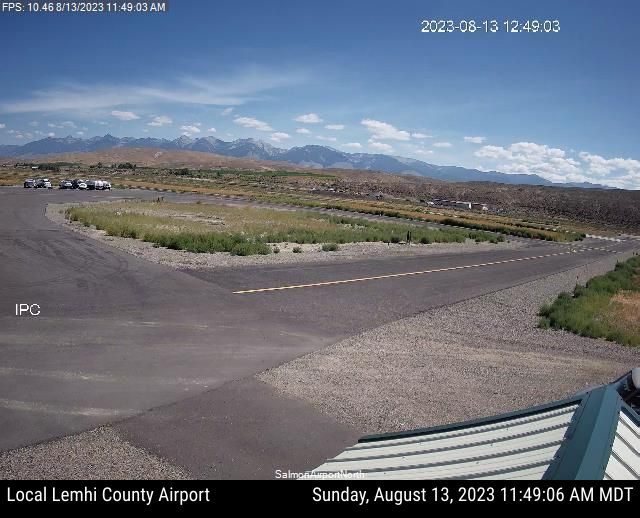 FPS: 10.46 8/13/2023 11:49:03 AM
2023-08-13 12:49:03
IPC
SalmonAirportNorth
Local Lemhi County Airport
Sunday, August 13, 2023 11:49:06 AM MDT